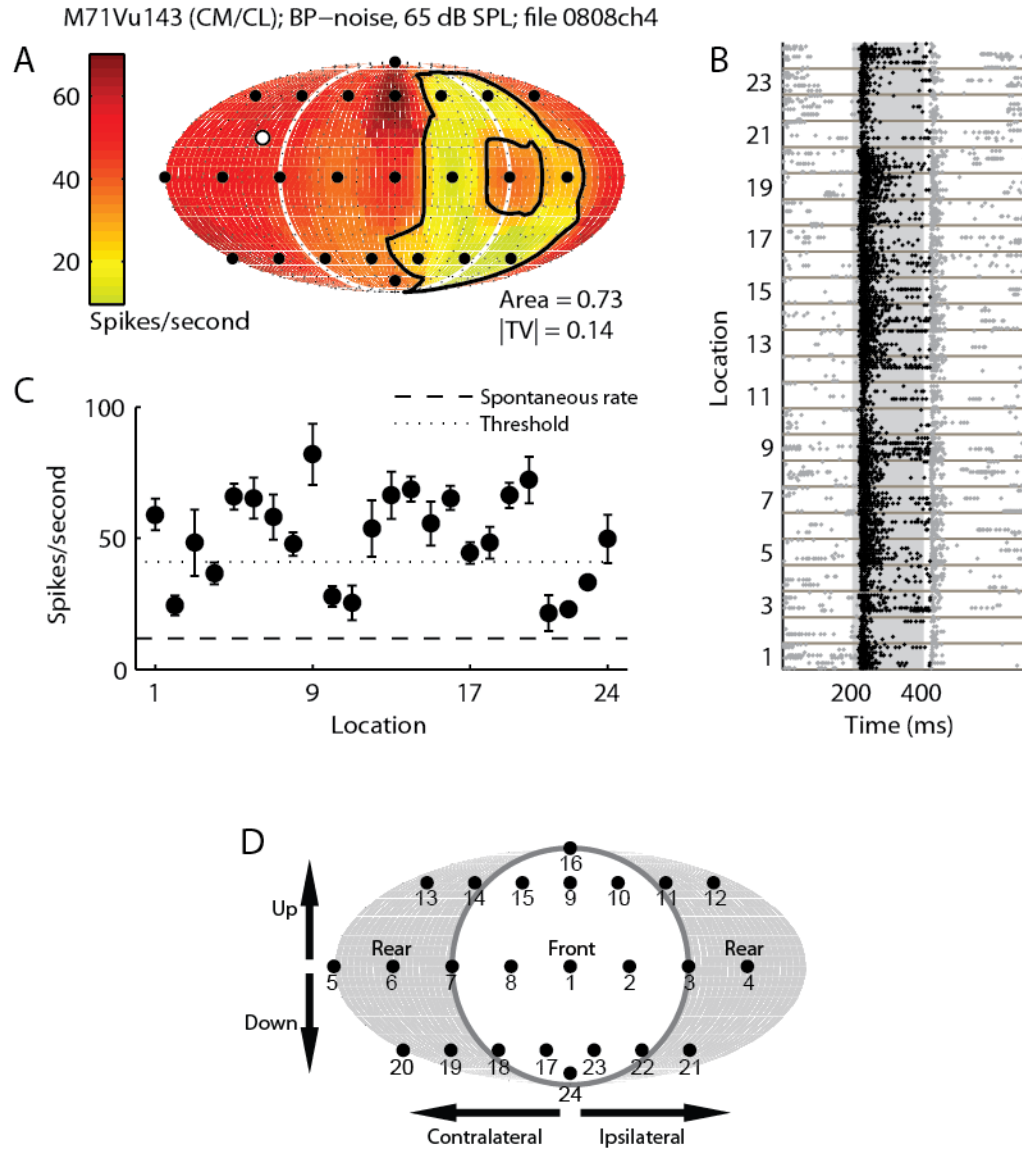 M71Vu143 (CM/CL); BP−noise, 65 dB SPL; file 0808ch4
A
60
40
20
Spikes/second
Area = 0.73
|TV| = 0.14
B
23
21
19
17
15
13
11
9
7
5
3
1
Location
200 400
Time (ms)
C
Spontaneous rate
Threshold
100
50
0
Spikes/second
1 9 17 24
Location
D
Up
Down
16
13 14 15 9 10 11 12
Rear Front Rear
5 6 7 8 1 2 3 4
20 19 18 17 23 22 21
24
Contralateral Ipsilateral